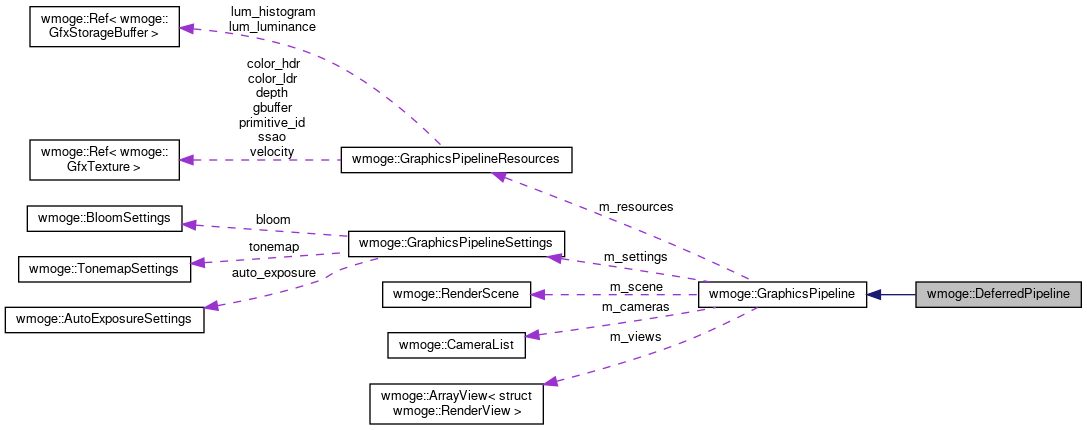 wmoge::Ref< wmoge::
GfxStorageBuffer >
lum_histogram
lum_luminance
color_hdr
color_ldr
depth
gbuffer
primitive_id
ssao
velocity
wmoge::Ref< wmoge::
GfxTexture >
wmoge::GraphicsPipelineResources
m_resources
wmoge::BloomSettings
bloom
wmoge::GraphicsPipelineSettings
tonemap
wmoge::TonemapSettings
auto_exposure
m_settings
wmoge::AutoExposureSettings
wmoge::RenderScene
m_scene
wmoge::GraphicsPipeline
wmoge::DeferredPipeline
m_cameras
wmoge::CameraList
m_views
wmoge::ArrayView< struct
wmoge::RenderView >